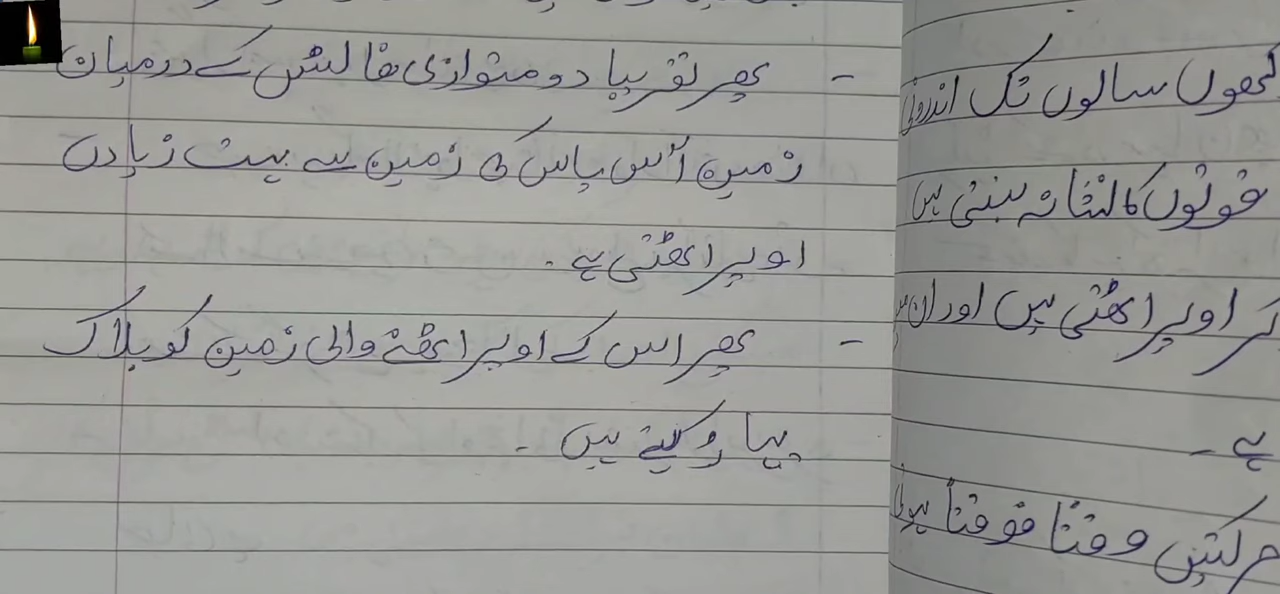 لاکھوں سالوں تک اندرونی
قوتوں کا نشانہ بنتی ہیں
کر اوپر اٹھتی ہیں اور ان
ہے ۔
حرکتیں وقتاً فوقتاً ہوتی
- پھر تقریبا دو متوازی فالٹس کے درمیان
زمین آس پاس کی زمین سے بہت زیادہ
اوپر اٹھتی ہے ۔
- پھر اس کے اوپر اٹھنے والی زمین کو بلاک
پہاڑ کہتے ہیں ۔